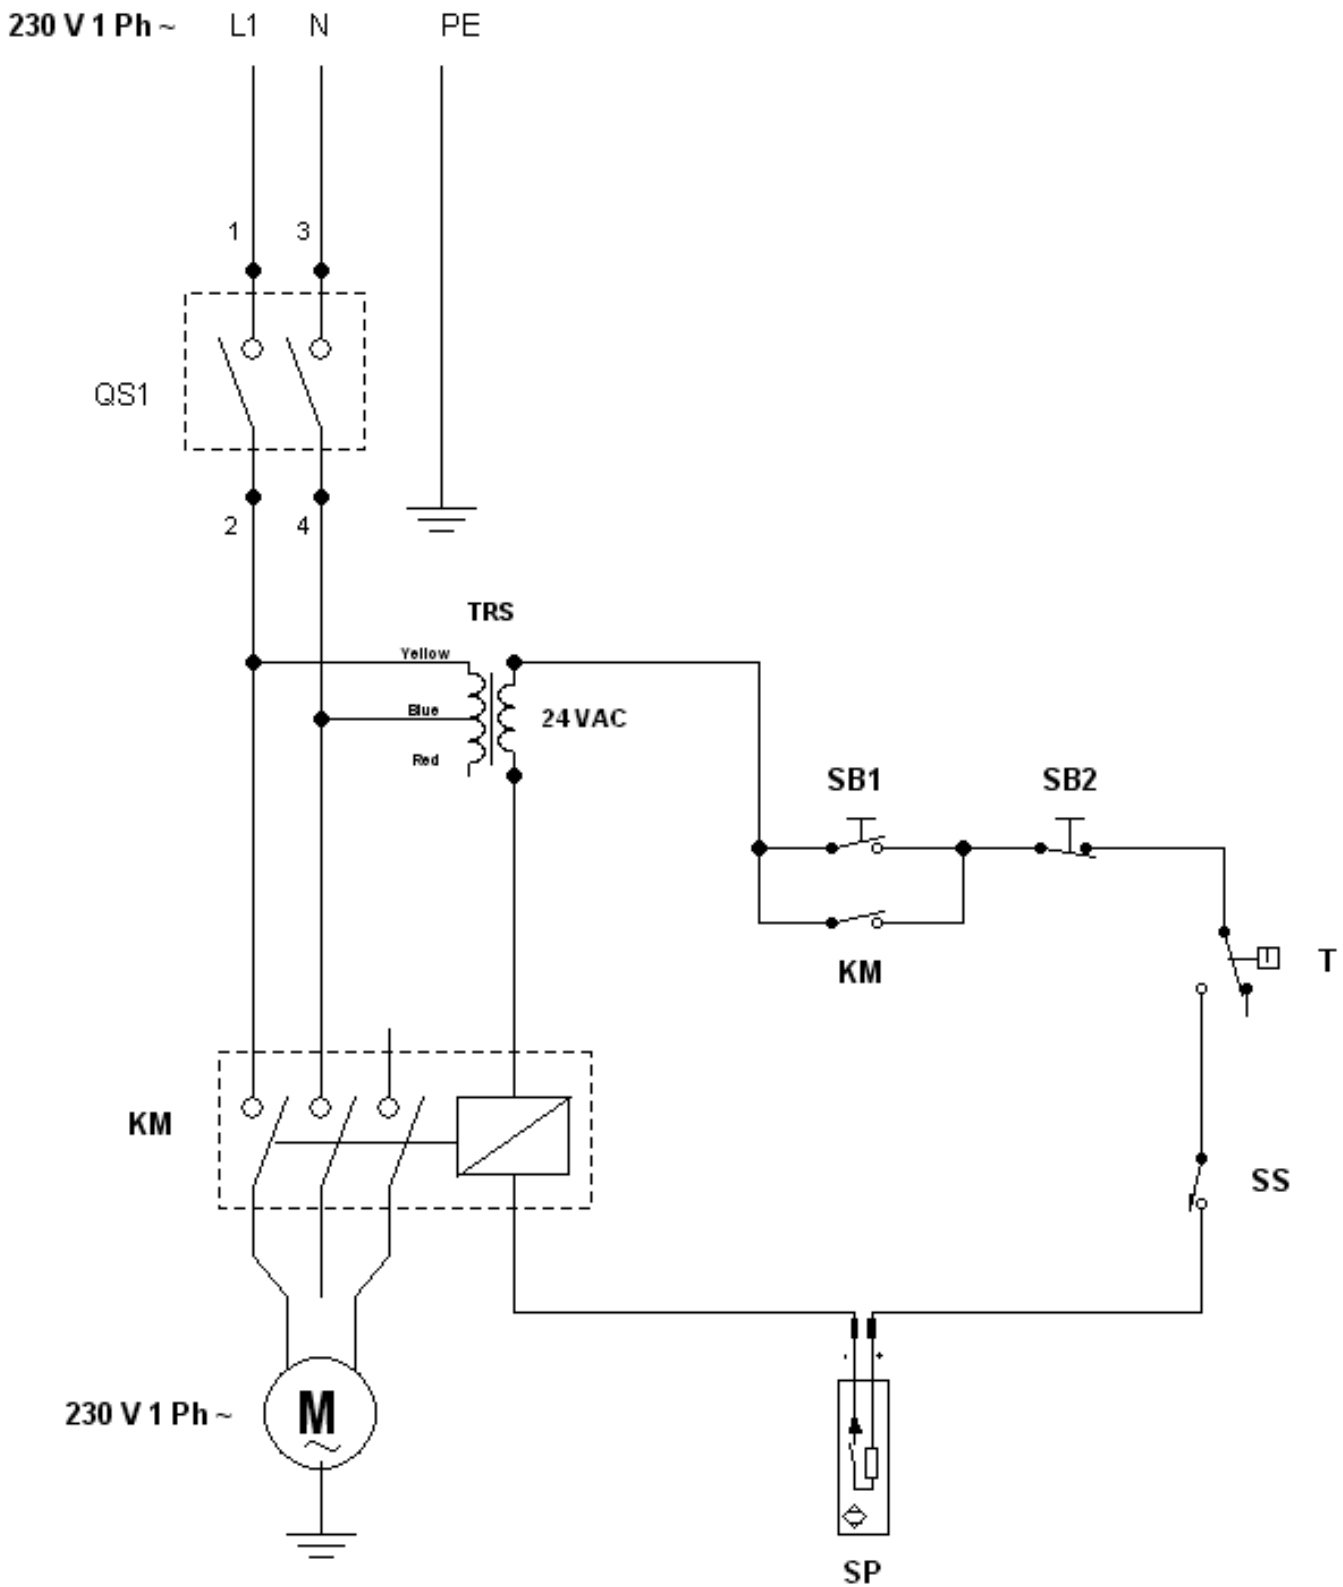 230 V 1 Ph ~ L1 N PE
1 3
QS1
2 4
TRS
Yellow
Blue 24 VAC
Red
SB1 SB2
T
KM
KM
SS
- +
230 V 1 Ph ~ M
SP